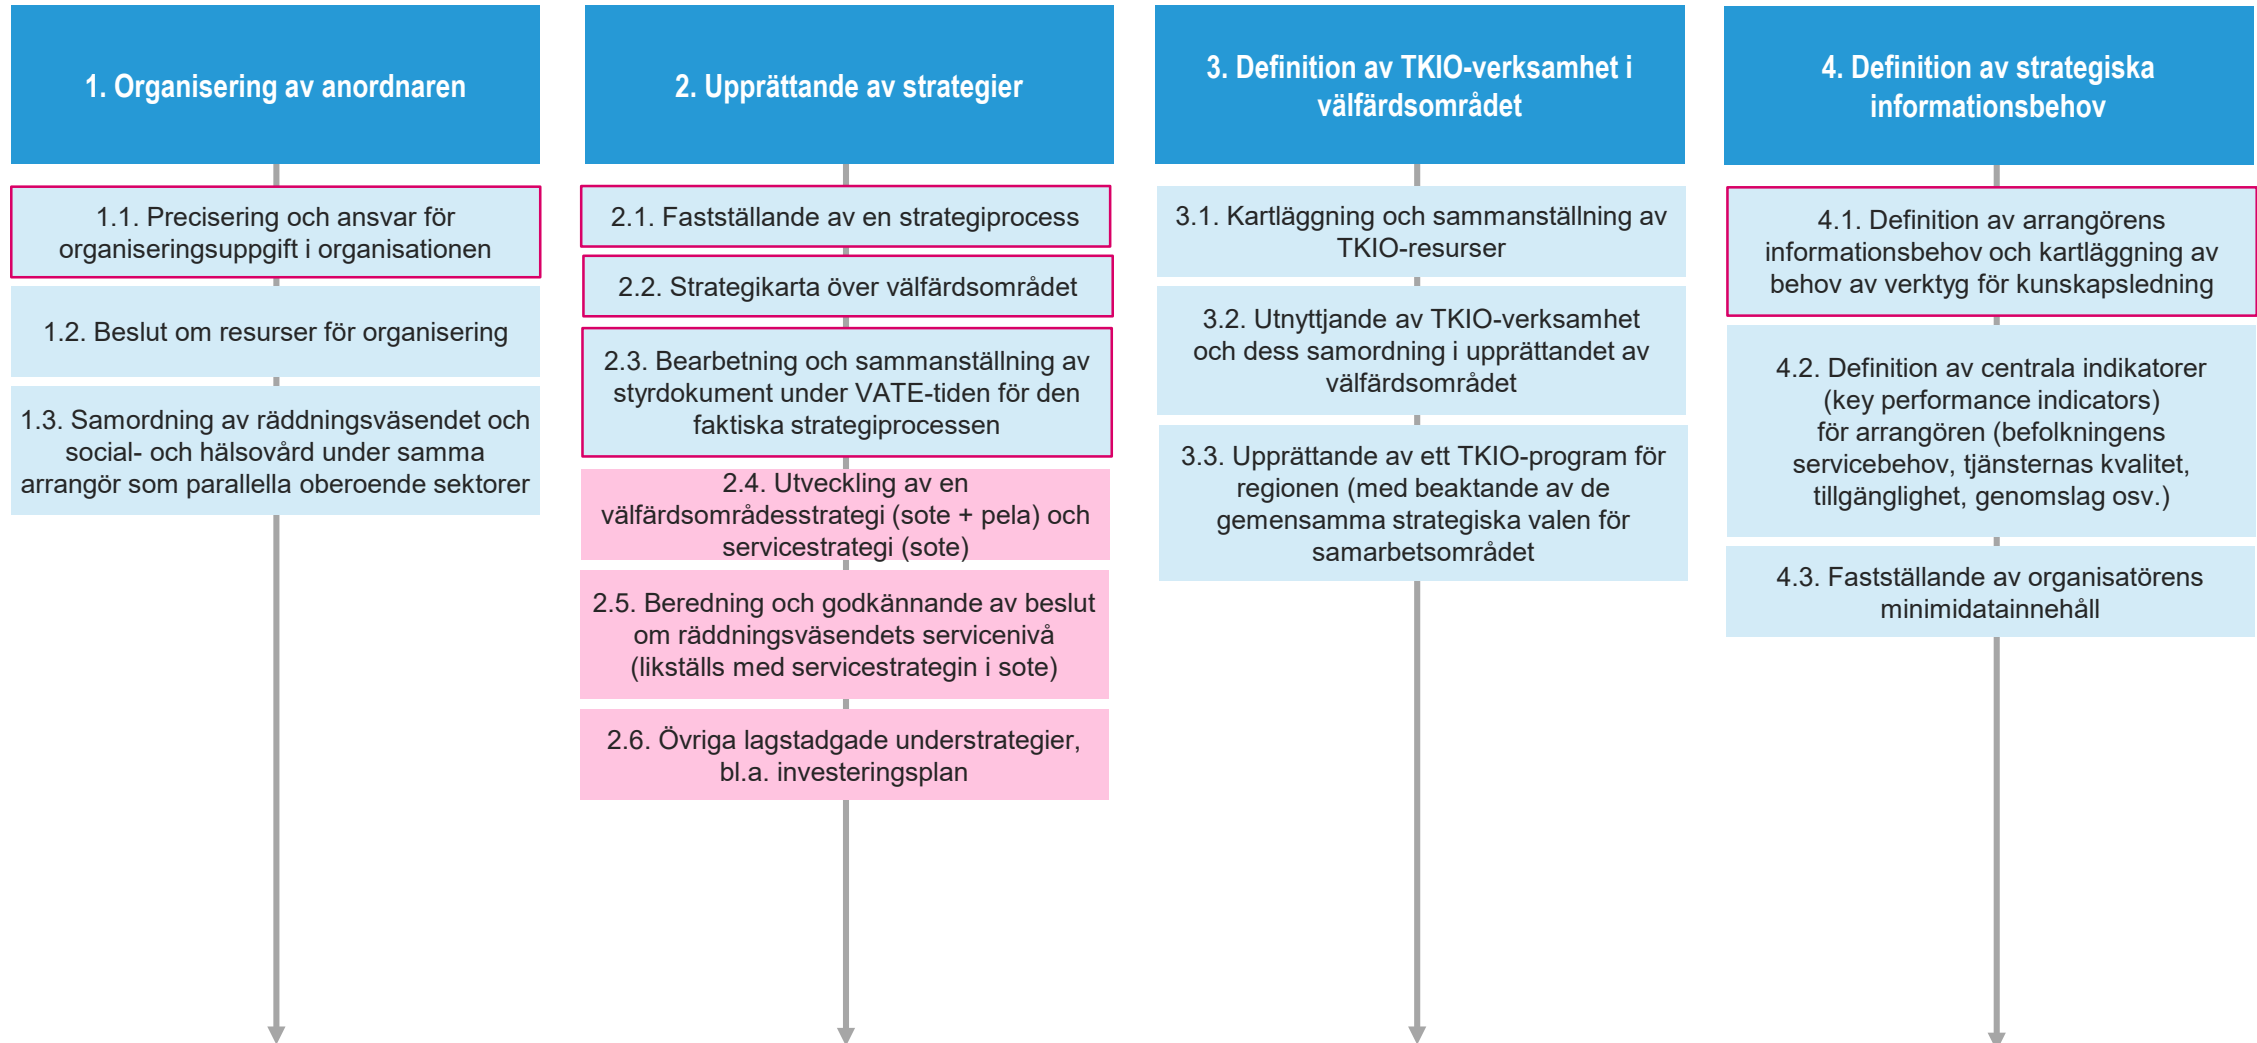 1. Organisering av anordnaren
1.1. Precisering och ansvar för
organiseringsuppgift i organisationen
1.2. Beslut om resurser för organisering
1.3. Samordning av räddningsväsendet och
social- och hälsovård under samma
arrangör som parallella oberoende sektorer
2. Upprättande av strategier
2.1. Fastställande av en strategiprocess
2.2. Strategikarta över välfärdsområdet
2.3. Bearbetning och sammanställning av
styrdokument under VATE-tiden för den
faktiska strategiprocessen
2.4. Utveckling av en
välfärdsområdesstrategi (sote + pela) och
servicestrategi (sote)
2.5. Beredning och godkännande av beslut
om räddningsväsendets servicenivå
(likställs med servicestrategin i sote)
2.6. Övriga lagstadgade understrategier,
bl.a. investeringsplan
3. Definition av TKIO-verksamhet i
välfärdsområdet
3.1. Kartläggning och sammanställning av
TKIO-resurser
3.2. Utnyttjande av TKIO-verksamhet
och dess samordning i upprättandet av
välfärdsområdet
3.3. Upprättande av ett TKIO-program för
regionen (med beaktande av de
gemensamma strategiska valen för
samarbetsområdet
4. Definition av strategiska
informationsbehov
4.1. Definition av arrangörens
informationsbehov och kartläggning av
behov av verktyg för kunskapsledning
4.2. Definition av centrala indikatorer
(key performance indicators)
för arrangören (befolkningens
servicebehov, tjänsternas kvalitet,
tillgänglighet, genomslag osv.)
4.3. Fastställande av organisatörens
minimidatainnehåll